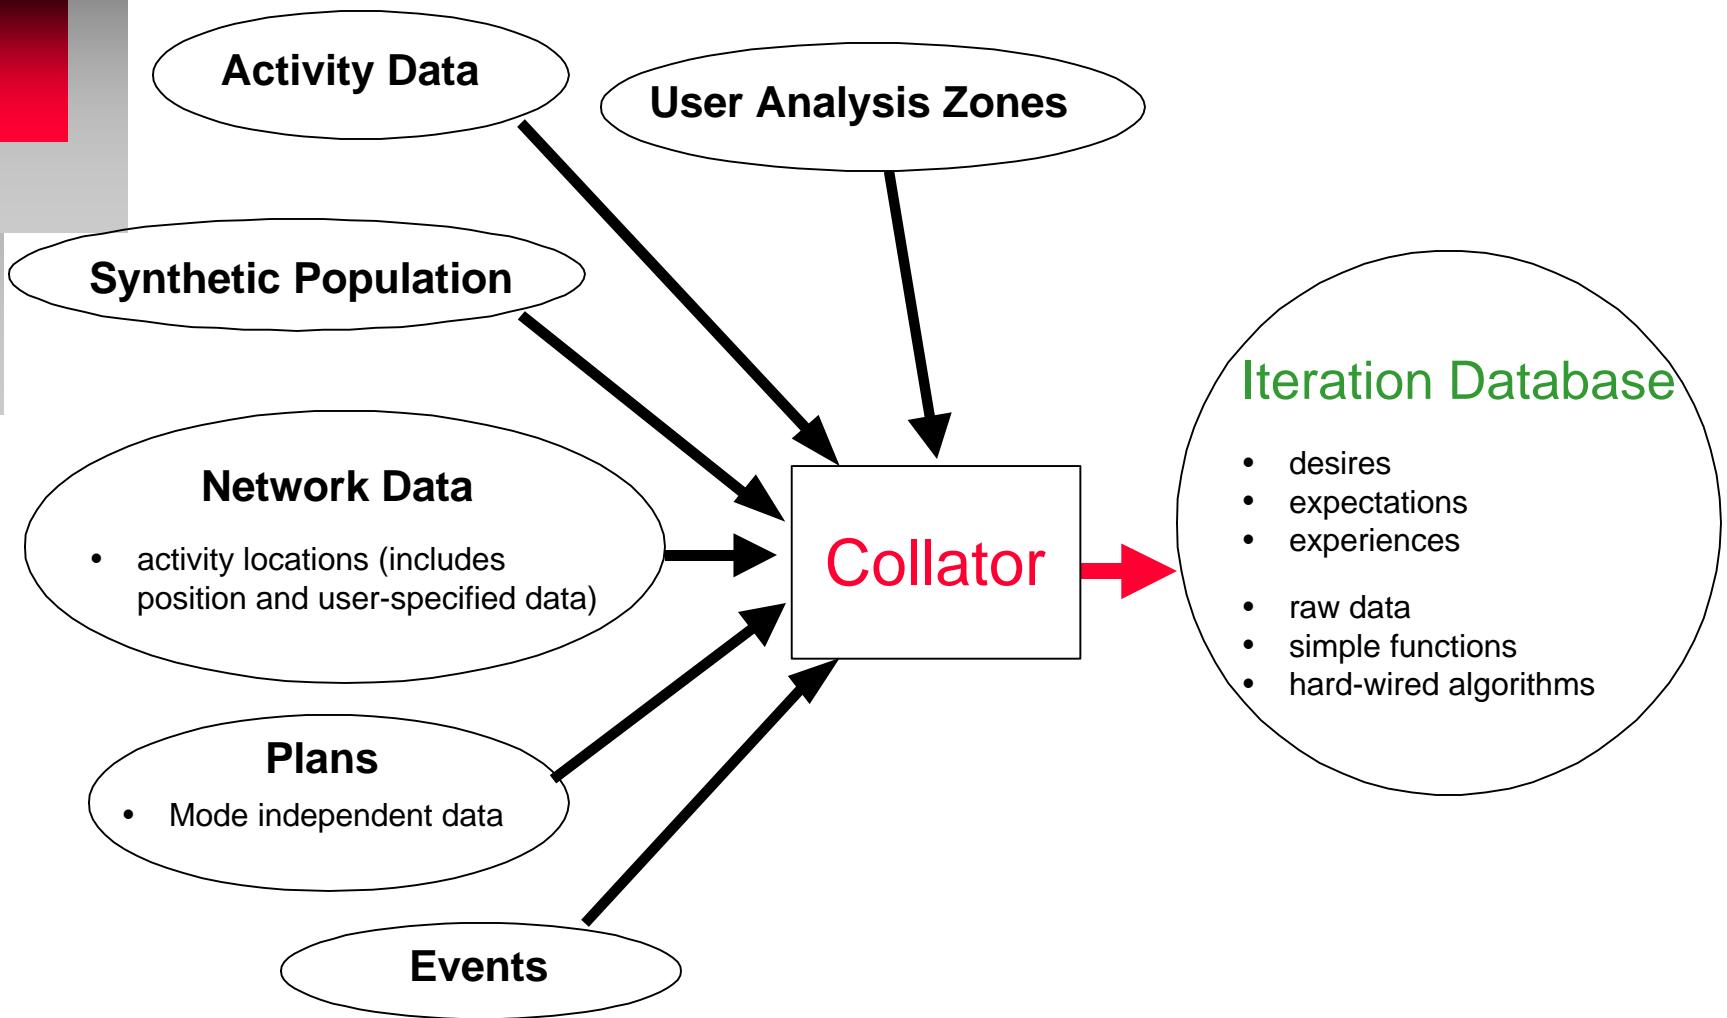 Activity Data
User Analysis Zones
Synthetic Population
Network Data
• activity locations (includes
position and user-specified data)
Plans
• Mode independent data
Events
Collator
Iteration Database
• desires
• expectations
• experiences
• raw data
• simple functions
• hard-wired algorithms